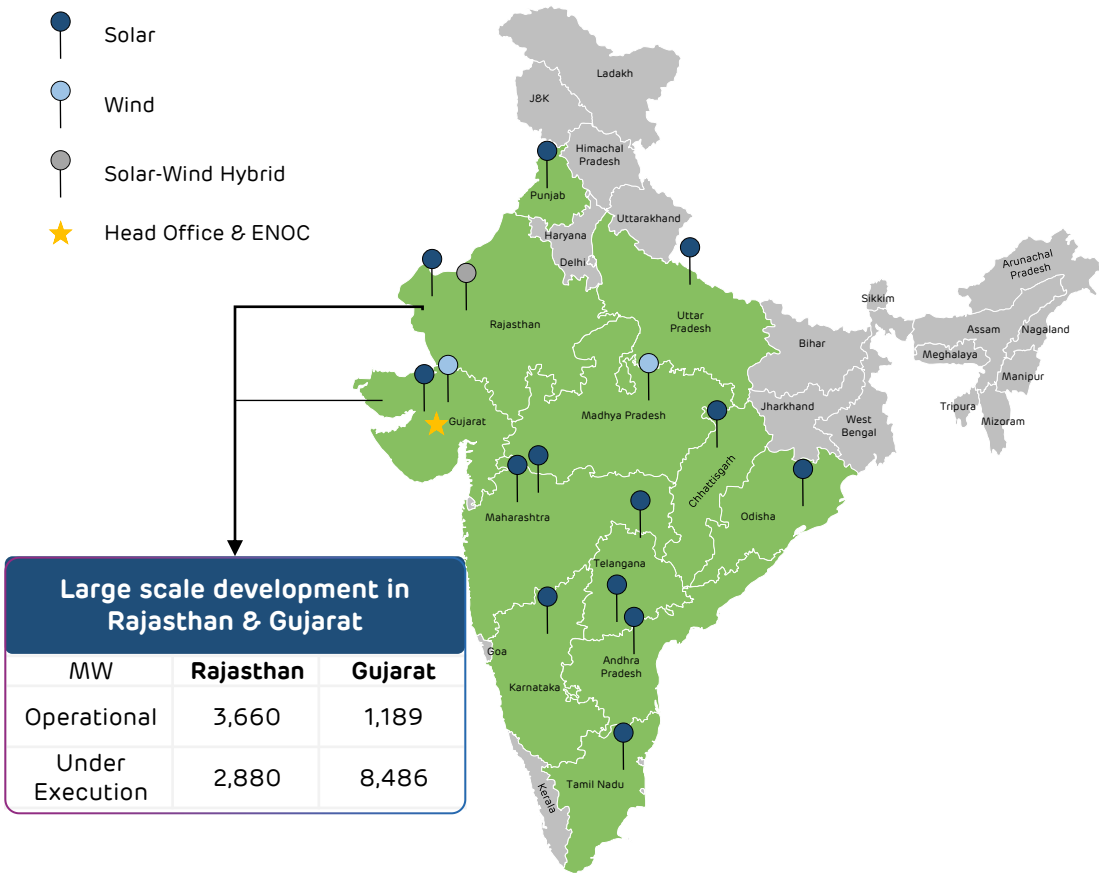 Solar
Wind
Solar-Wind Hybrid
Head Office & ENOC
Ladakh
J&K
Himachal
Pradesh
Punjab
Uttarakhand
Haryana
Delhi
Arunachal
Pradesh
Sikkim
Rajasthan
Uttar
Pradesh
Bihar
Assam
Nagaland
Meghalaya
Manipur
Tripura
Mizoram
Jharkhand
West
Bengal
Gujarat
Madhya Pradesh
Chhattisgarh
Odisha
Maharashtra
Telangana
Goa
Andhra
Pradesh
Karnataka
Tamil Nadu
Kerala
Large scale development in
Rajasthan & Gujarat
MW Rajasthan Gujarat
Operational 3,660 1,189
Under
Execution 2,880 8,486